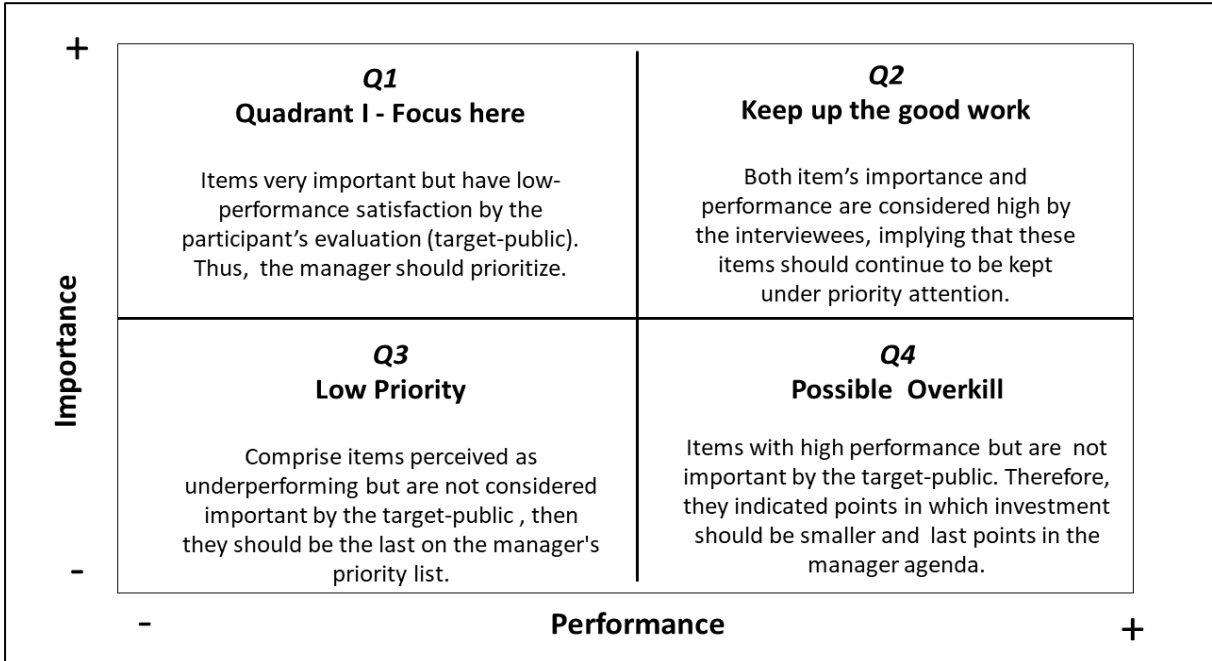 +
Q1
Quadrant I - Focus here
Items very important but have low-
performance satisfaction by the
participant's evaluation (target-public).
Thus, the manager should prioritize.
Q2
Keep up the good work
Both item's importance and
performance are considered high by
the interviewees, implying that these
items should continue to be kept
under priority attention.
Importance
Q3
Low Priority
Comprise items perceived as
underperforming but are not considered
important by the target-public , then
they should be the last on the manager's
priority list.
Q4
Possible Overkill
Items with high performance but are not
important by the target-public. Therefore,
they indicated points in which investment
should be smaller and last points in the
manager agenda.
-
-
Performance
+